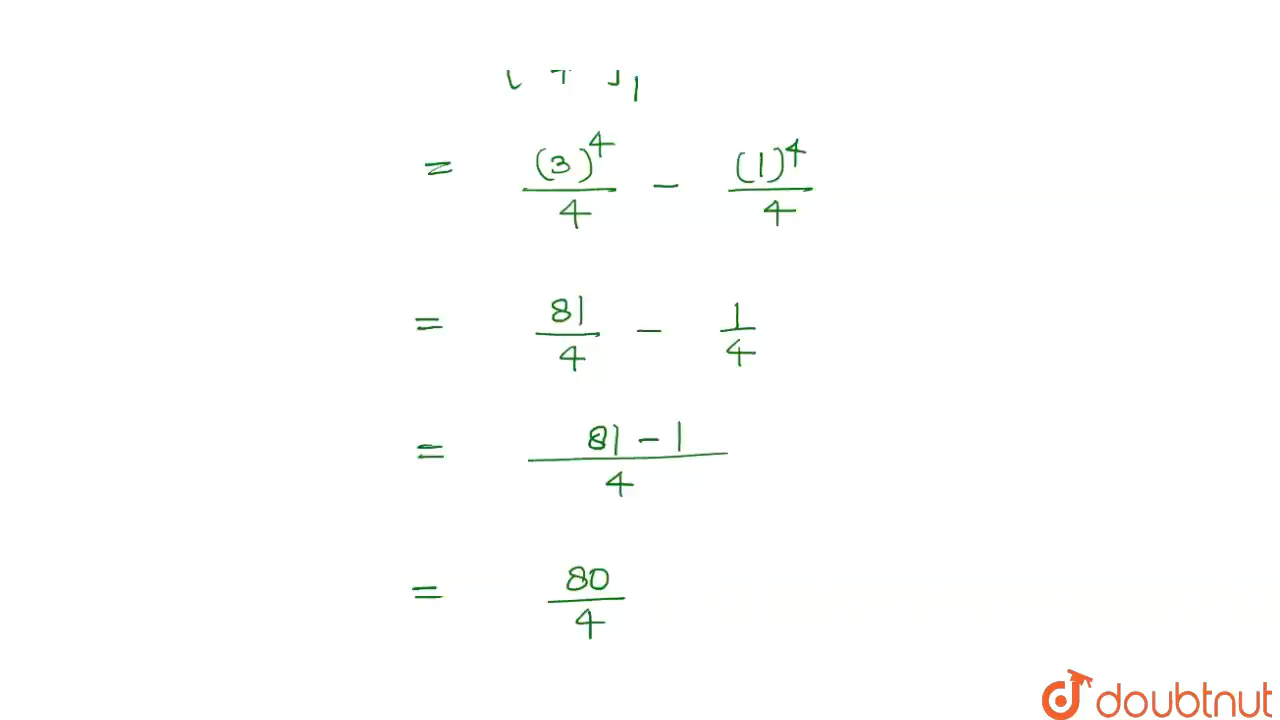 = (3)^4/4 - (1)^4/4
= 81/4 - 1/4
= 81 - 1/4
= 80/4
doubtnut